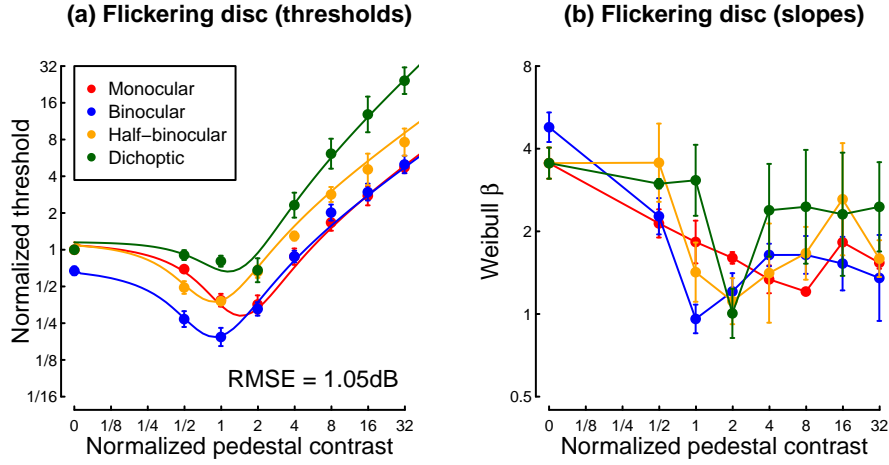 (a) Flickering disc (thresholds)
Normalized threshold
32
16
8
4
2
1
1/2
1/4
1/8
1/16
Monocular
Binocular
Half−binocular
Dichoptic
RMSE = 1.05dB
0 1/8 1/4 1/2 1 2 4 8 16 32
Normalized pedestal contrast
(b) Flickering disc (slopes)
Weibull β
8
4
2
1
0.5
0 1/8 1/4 1/2 1 2 4 8 16 32
Normalized pedestal contrast